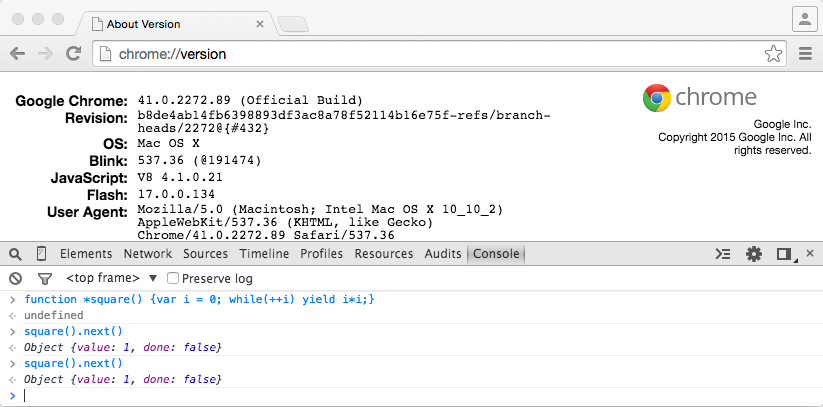 About Version
chrome://version
Google Chrome: 41.0.2272.89 (Official Build)
Revision: b8de4ab14fb6398893df3ac8a78f52114b16e75f-refs/branch-
heads/2272@{#432}
OS: Mac OS X
Blink: 537.36 (@191474)
JavaScript: V8 4.1.0.21
Flash: 17.0.0.134
User Agent: Mozilla/5.0 (Macintosh; Intel Mac OS X 10_10_2)
AppleWebKit/537.36 (KHTML, like Gecko)
Chrome/41.0.2272.89 Safari/537.36
chrome
Google Inc.
Copyright 2015 Google Inc. All
rights reserved.
Elements Network Sources Timeline Profiles Resources Audits Console
<top frame> Preserve log
function *square() {var i = 0; while(++i) yield i*i;}
undefined
square().next()
Object {value: 1, done: false}
square().next()
Object {value: 1, done: false}